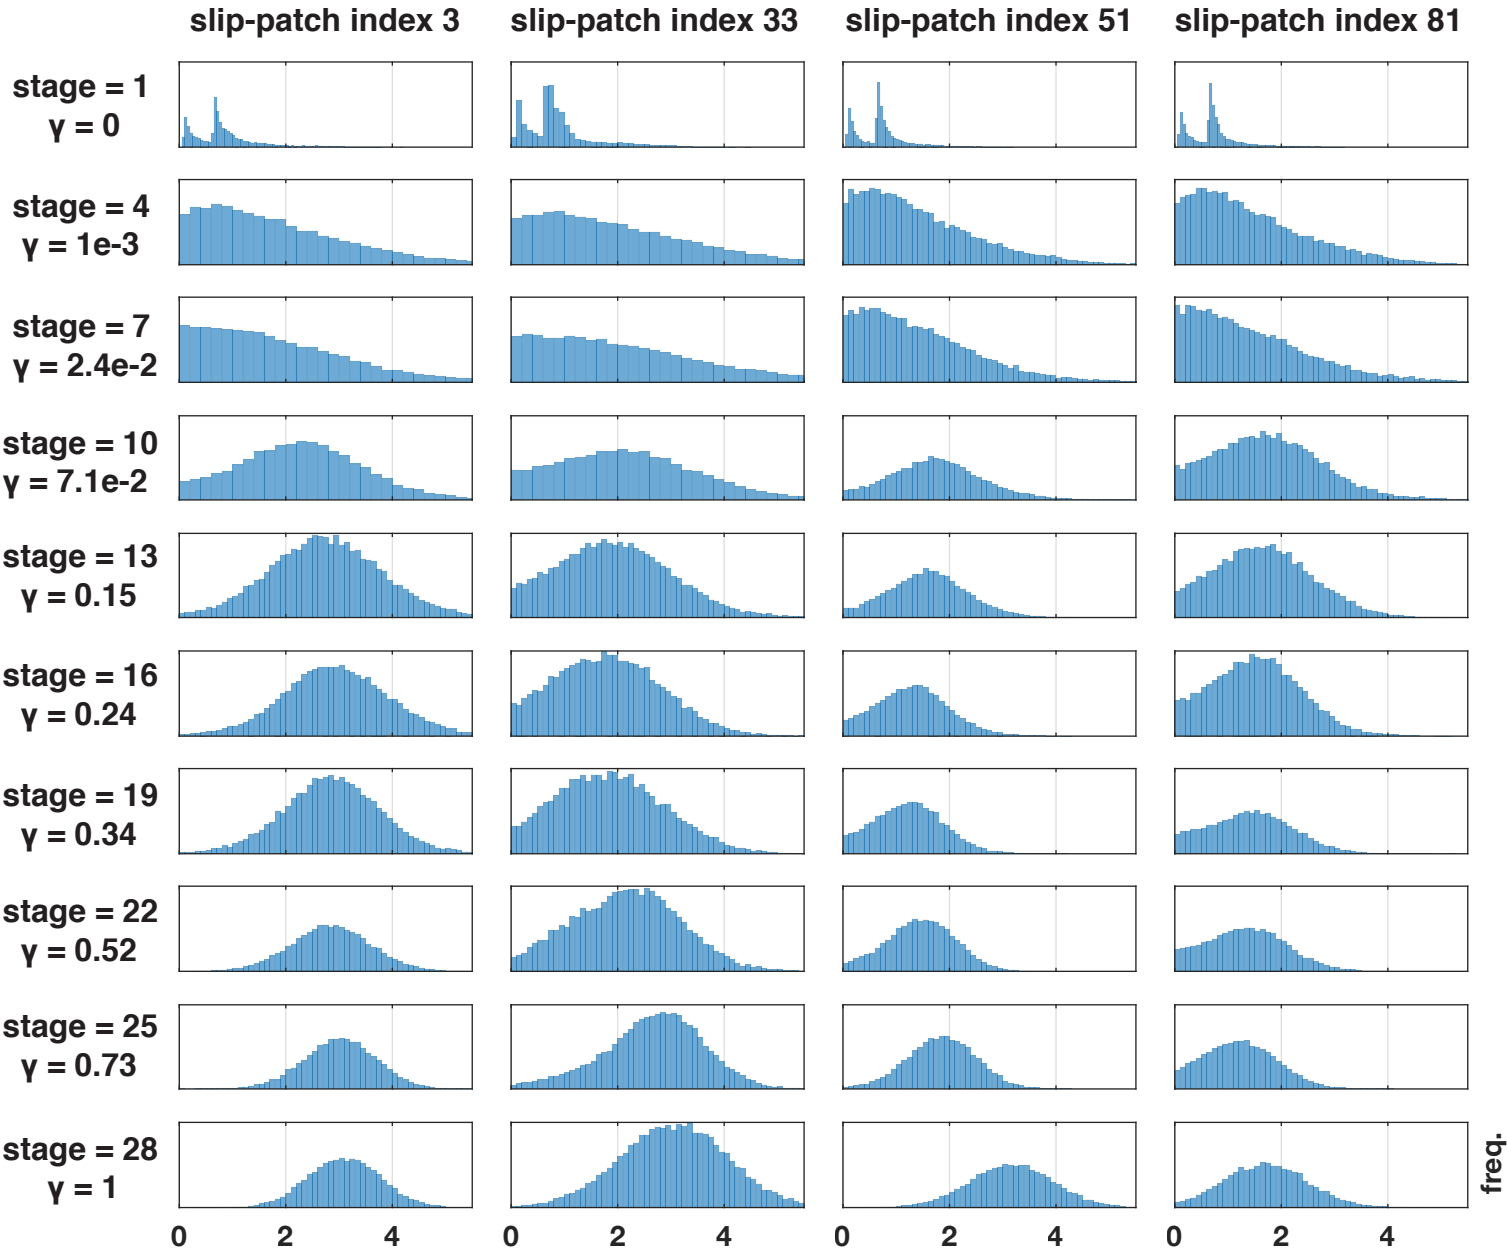 slip-patch index 3 slip-patch index 33 slip-patch index 51 slip-patch index 81
stage = 1
γ = 0
stage = 4
γ = 1e-3
stage = 7
γ = 2.4e-2
stage = 10
γ = 7.1e-2
stage = 13
γ = 0.15
stage = 16
γ = 0.24
stage = 19
γ = 0.34
stage = 22
γ = 0.52
stage = 25
γ = 0.73
stage = 28
γ = 1
freq.
0 2 4 0 2 4 0 2 4 0 2 4